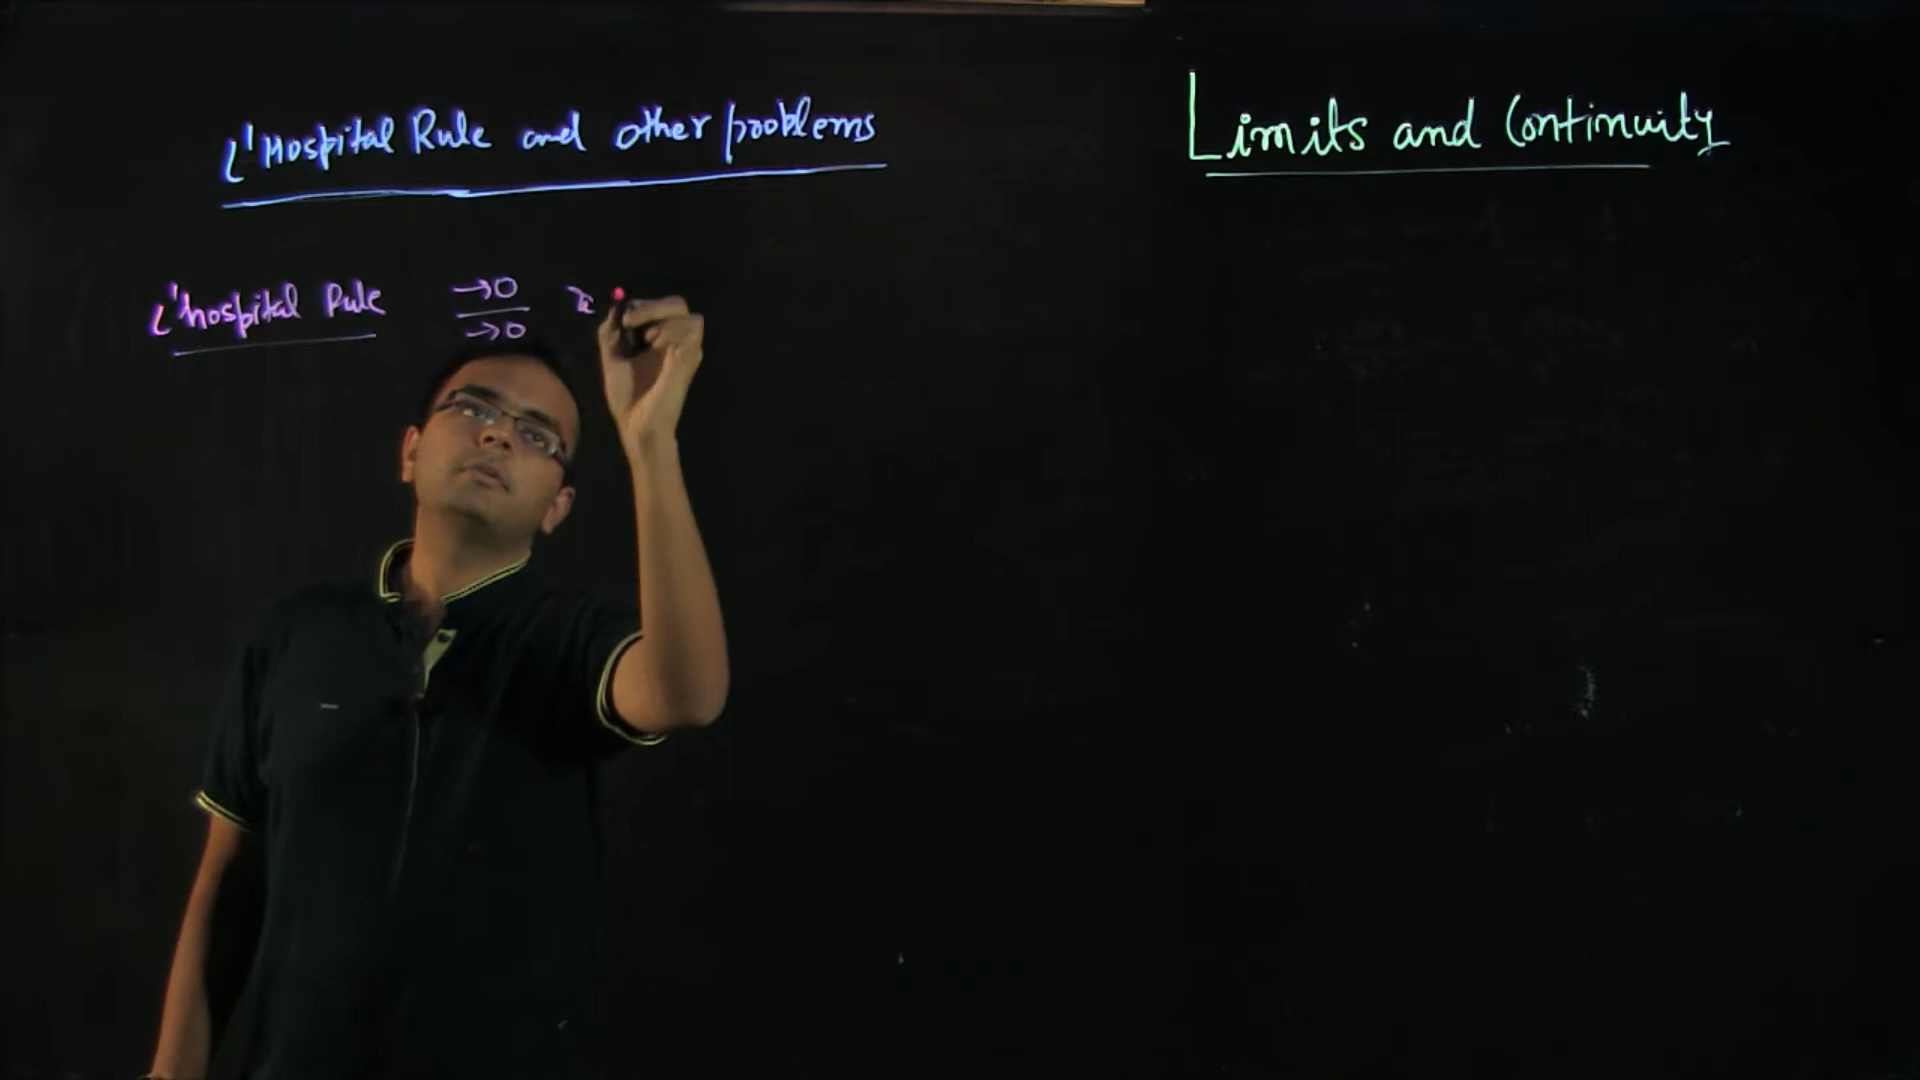 L'Hospital Rule and other problems
Limits and Continuity
L'hospital Rule →0
→0